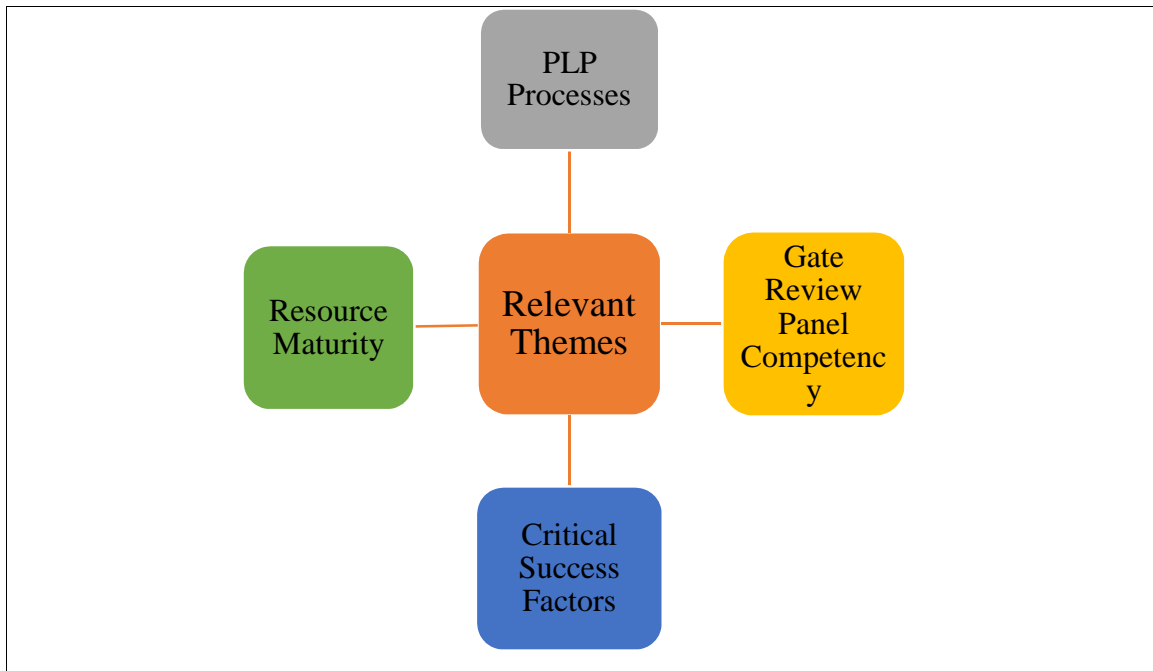 PLP
Processes
Resource
Maturity
Relevant
Themes
Gate
Review
Panel
Competenc
y
Critical
Success
Factors